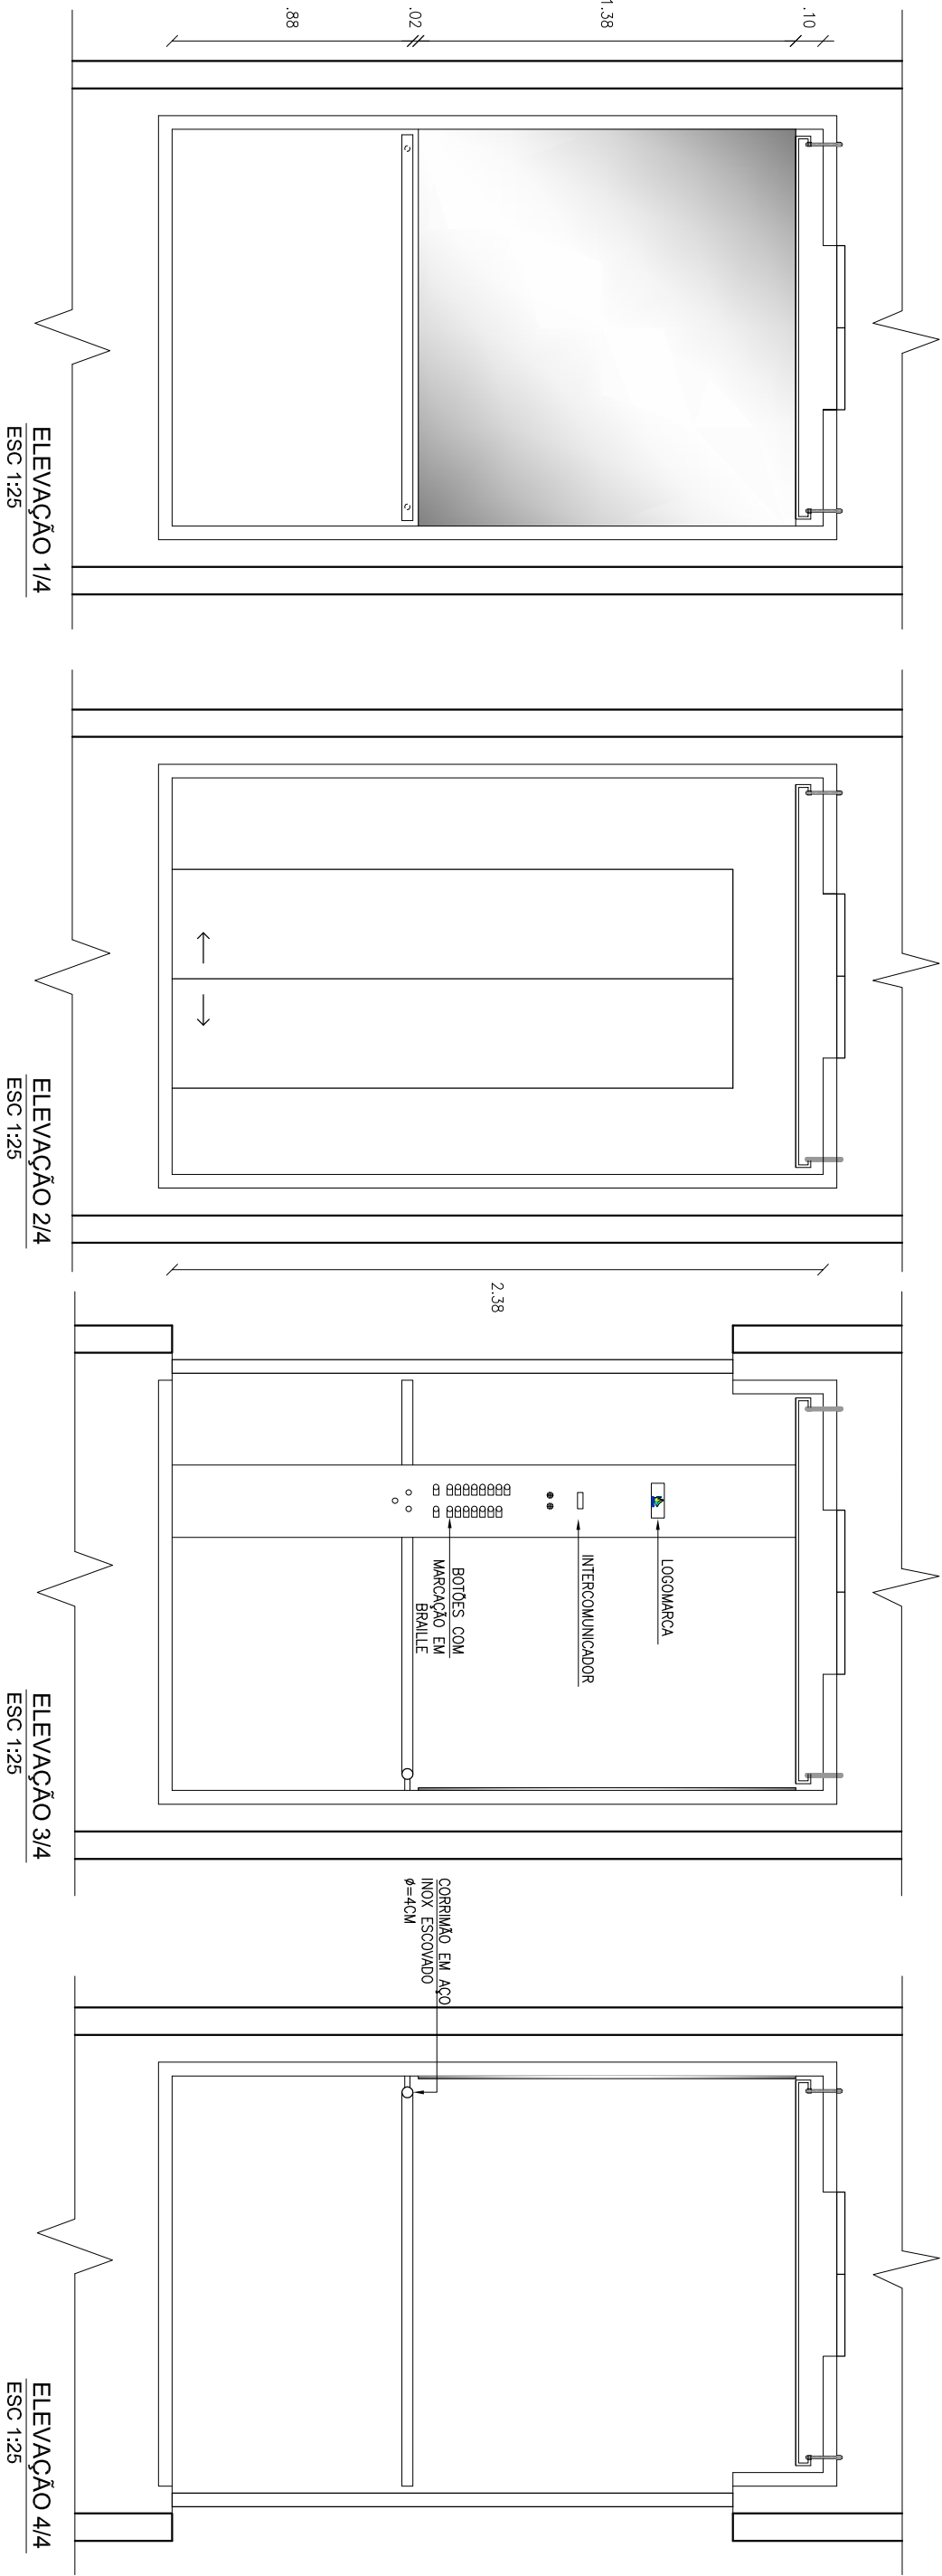 .10
1.38
.02
.88
ELEVAÇÃO 1/4
ESC 1:25
ELEVAÇÃO 2/4
ESC 1:25
2.38
LOGOMARCA
INTERCOMUNICADOR
BOTÕES COM
MARCAÇÃO EM
BRAILLE
ELEVAÇÃO 3/4
ESC 1:25
CORRIMÃO EM AÇO
INOX ESCOVADO
Ø=4CM
ELEVAÇÃO 4/4
ESC 1:25